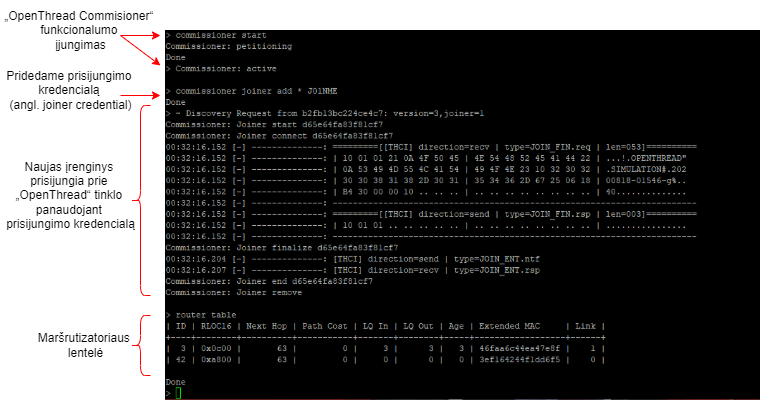 „OpenThread Commisioner“
funkcionalumo
įjungimas
Pridedame prisijungimo
kredencialą
(angl. joiner credential)
Naujas įrenginys
prisijungia prie
„OpenThread“ tinklo
panaudojant
prisijungimo kredencialą
Maršrutizatoriaus
lentelė
> commissioner start
Commissioner: petitioning
Done
> Commissioner: active
> commissioner joiner add * J01NME
Done
> ~ Discovery Request from b2fb13bc224ce4c7: version=3,joiner=1
Commissioner: Joiner start d65e64fa83f81cf7
Commissioner: Joiner connect d65e64fa83f81cf7
00:32:16.152 [-] --------------: =========[[THCI] direction=recv | type=JOIN_FIN.req | len=053]==========
00:32:16.152 [-] --------------: | 10 01 01 21 0A 4F 50 45 | 4E 54 48 52 45 41 44 22 | ...!.OPENTHREAD"
00:32:16.152 [-] --------------: | 0A 53 49 4D 55 4C 41 54 | 49 4F 4E 23 10 32 30 32 | .SIMULATION#.202
00:32:16.152 [-] --------------: | 30 30 38 31 38 2D 30 31 | 35 34 36 2D 67 25 06 18 | 00818-01546-g%..
00:32:16.152 [-] --------------: | B4 30 00 00 10 .. .. .. | .. .. .. .. .. .. .. .. | 40..............
00:32:16.152 [-] --------------: ------------------------------------------------------------------------
00:32:16.152 [-] --------------: =========[[THCI] direction=send | type=JOIN_FIN.rsp | len=003]==========
00:32:16.152 [-] --------------: | 10 01 01 .. .. .. .. .. | .. .. .. .. .. .. .. .. | ................
00:32:16.152 [-] --------------: ------------------------------------------------------------------------
Commissioner: Joiner finalize d65e64fa83f81cf7
00:32:16.204 [-] --------------: [THCI] direction=send | type=JOIN_ENT.ntf
00:32:16.207 [-] --------------: [THCI] direction=recv | type=JOIN_ENT.rsp
Commissioner: Joiner end d65e64fa83f81cf7
Commissioner: Joiner remove
> router table
| ID | RLOC16 | Next Hop | Path Cost | LQ In | LQ Out | Age | Extended MAC | Link |
+----+--------+----------+-----------+-------+--------+-----+------------------+------+
| 3 | 0x0c00 | 63 | 0 | 3 | 3 | 3 | 46faa6c44ea47e8f | 1 |
| 42 | 0xa800 | 63 | 0 | 0 | 0 | 0 | 3ef164244f1dd6f5 | 0 |
Done
>